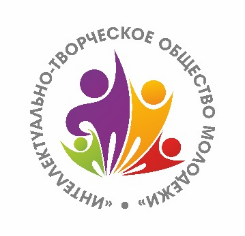 «ИНТЕЛЛЕКТУАЛЬНО-ТВОРЧЕСКОЕ ОБЩЕСТВО МОЛОДЕЖИ»